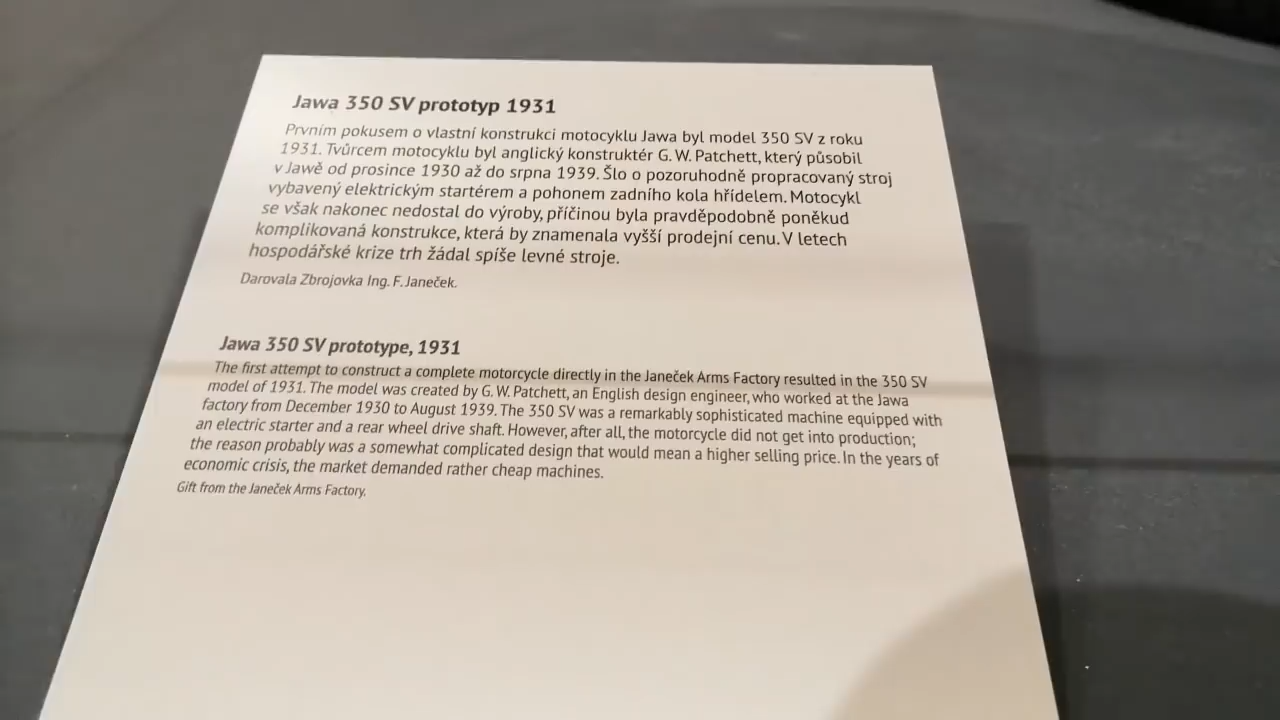 Jawa 350 SV prototyp 1931
Prvním pokusem o vlastní konstrukci motocyklu Jawa byl model 350 SV z roku
1931. Tvůrcem motocyklu byl anglický konstruktér G. W. Patchett, který působil
v Jawě od prosince 1930 až do srpna 1939. Šlo o pozoruhodně propracovaný stroj
vybavený elektrickým startérem a pohonem zadního kola hřídelem. Motocykl
se však nakonec nedostal do výroby, příčinou byla pravděpodobně poněkud
komplikovaná konstrukce, která by znamenala vyšší prodejní cenu. V letech
hospodářské krize trh žádal spíše levné stroje.
Darovala Zbrojovka Ing. F. Janeček.
Jawa 350 SV prototype, 1931
The first attempt to construct a complete motorcycle directly in the Janeček Arms Factory resulted in the 350 SV
model of 1931. The model was created by G. W. Patchett, an English design engineer, who worked at the Jawa
factory from December 1930 to August 1939. The 350 SV was a remarkably sophisticated machine equipped with
an electric starter and a rear wheel drive shaft. However, after all, the motorcycle did not get into production;
the reason probably was a somewhat complicated design that would mean a higher selling price. In the years of
economic crisis, the market demanded rather cheap machines.
Gift from the Janeček Arms Factory.